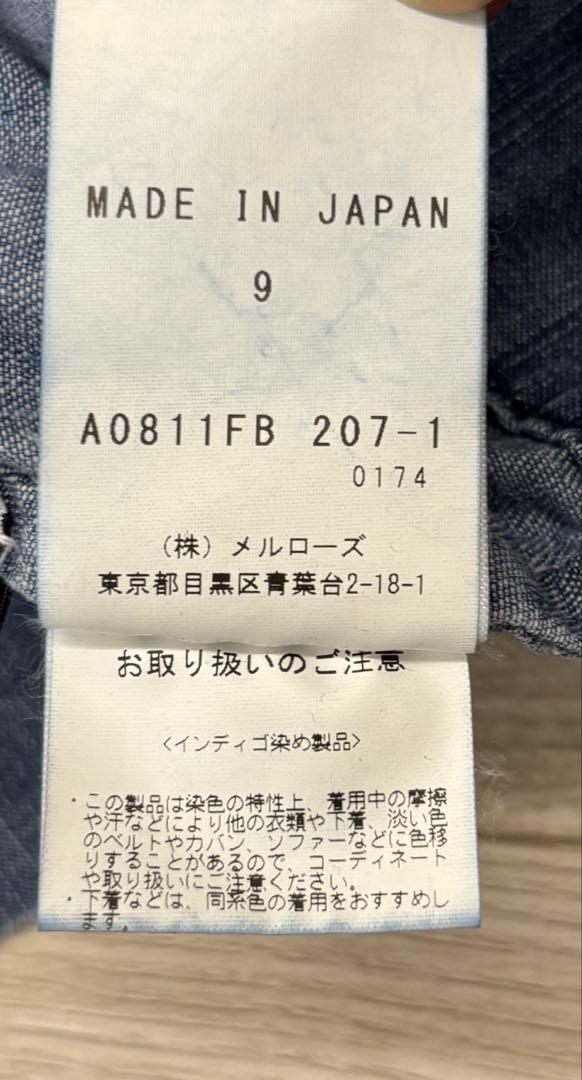 MADE IN JAPAN
9
A0811FB 207-1
0174
(株) メルローズ
東京都目黒区青葉台2-18-1
お取り扱いのご注意
<インディゴ染め製品>
・この製品は染色の特性上、着用中の摩擦
や汗などにより他の衣類や下着、淡い色
のベルトやカバン、ソファーなどに色移
りすることがあるので、コーディネート
や取り扱いにご注意ください。
・下着などは、同系色の着用をおすすめし
ます。